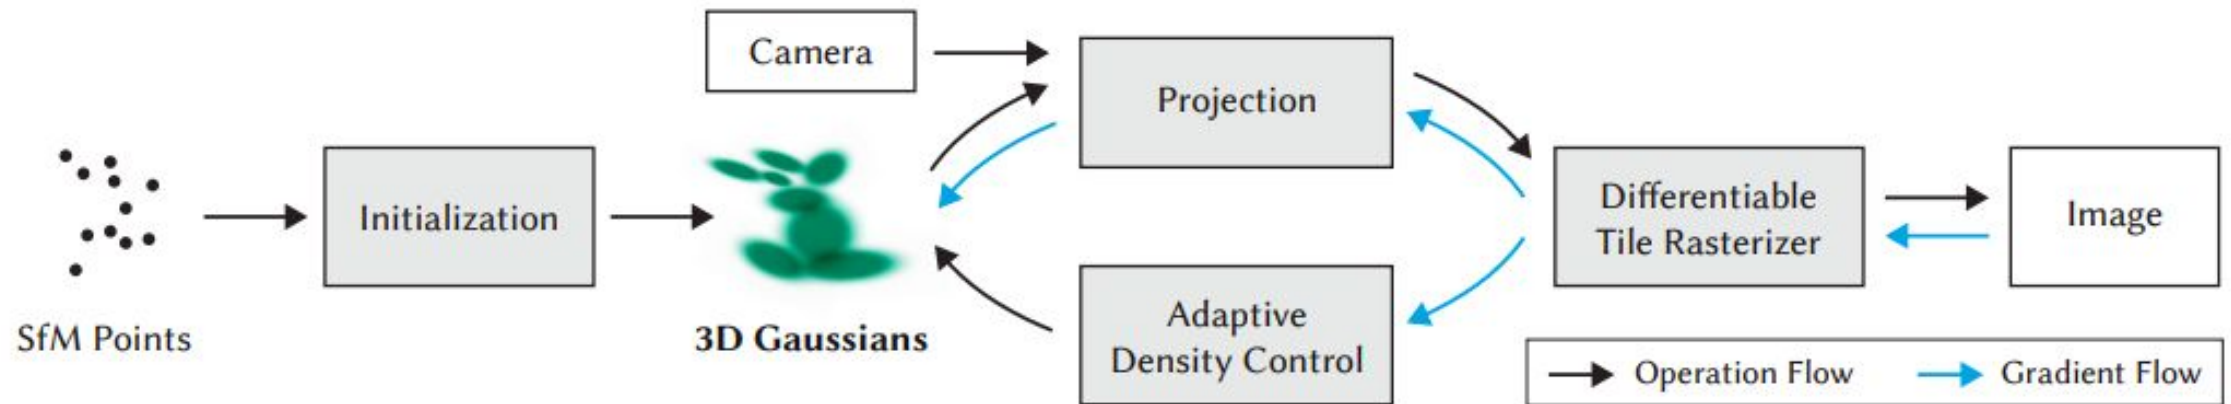 Camera
Projection
Initialization
Differentiable
Tile Rasterizer
Image
SfM Points
3D Gaussians
Adaptive
Density Control
Operation Flow
Gradient Flow